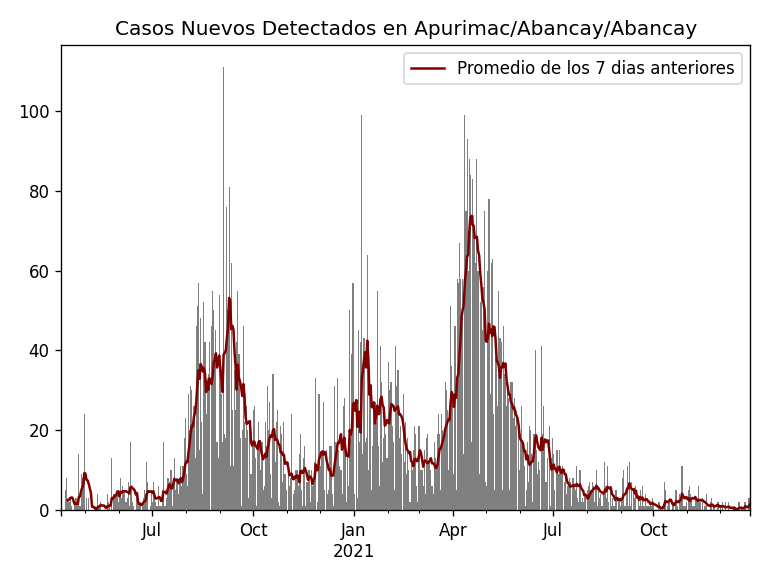 Casos Nuevos Detectados en Apurimac/Abancay/Abancay
Promedio de los 7 dias anteriores
100
80
60
40
20
0
Jul
Oct
Jan
2021
Apr
Jul
Oct